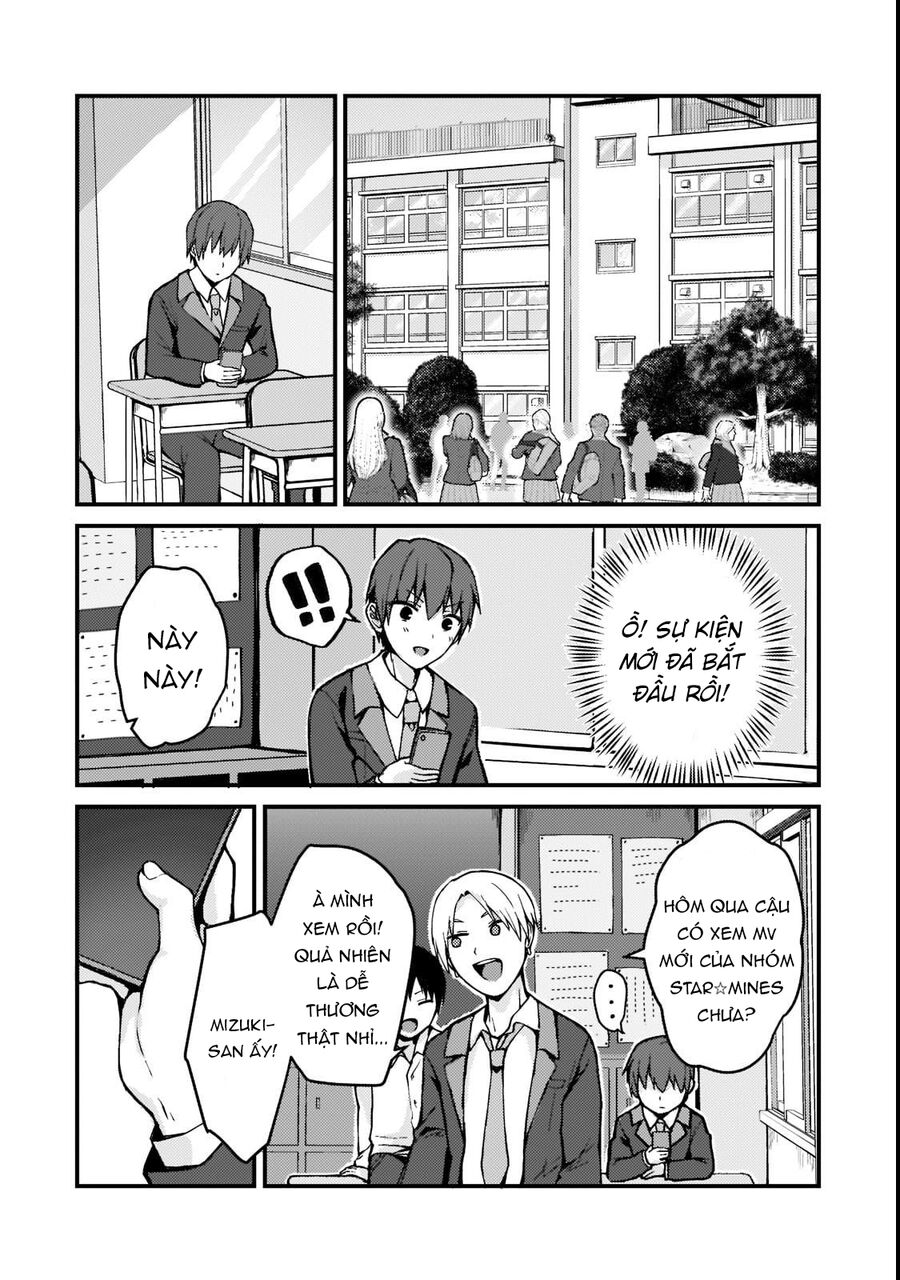 Ồ! SỰ KIỆN
MỚI ĐÃ BẮT
ĐẦU RỒI!
!!
NÀY
NÀY!
HÔM QUA CẬU
CÓ XEM MV
MỚI CỦA NHÓM
STAR☆MINES
CHƯA?
...
À MÌNH
XEM RỒI!
QUẢ NHIÊN
LÀ DỄ
THƯƠNG
THẬT NHỈ...
MIZUKI-
SAN ẤY!